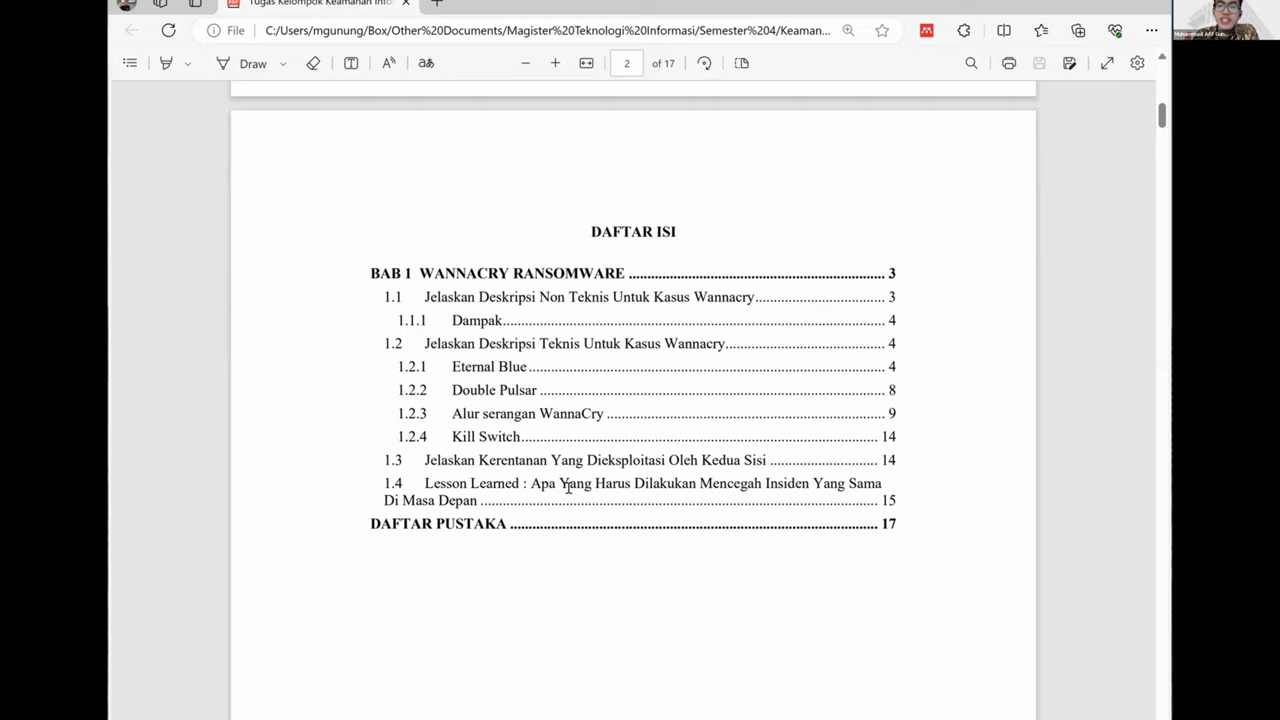 Tugas Kelompok Keamanan Info
File C:/Users/mgunung/Box/Other%20Documents/Magister%20Teknologi%20Informasi/Semester%204/Keaman...
Draw
2 of 17
DAFTAR ISI
BAB 1 WANNACRY RANSOMWARE ........ 3
1.1 Jelaskan Deskripsi Non Teknis Untuk Kasus Wannacry........ 3
1.1.1 Dampak........ 4
1.2 Jelaskan Deskripsi Teknis Untuk Kasus Wannacry........ 4
1.2.1 Eternal Blue ........ 4
1.2.2 Double Pulsar ........ 8
1.2.3 Alur serangan WannaCry ........ 9
1.2.4 Kill Switch........ 14
1.3 Jelaskan Kerentanan Yang Dieksploitasi Oleh Kedua Sisi ........ 14
1.4 Lesson Learned : Apa Yang Harus Dilakukan Mencegah Insiden Yang Sama
Di Masa Depan ........ 15
DAFTAR PUSTAKA ........ 17